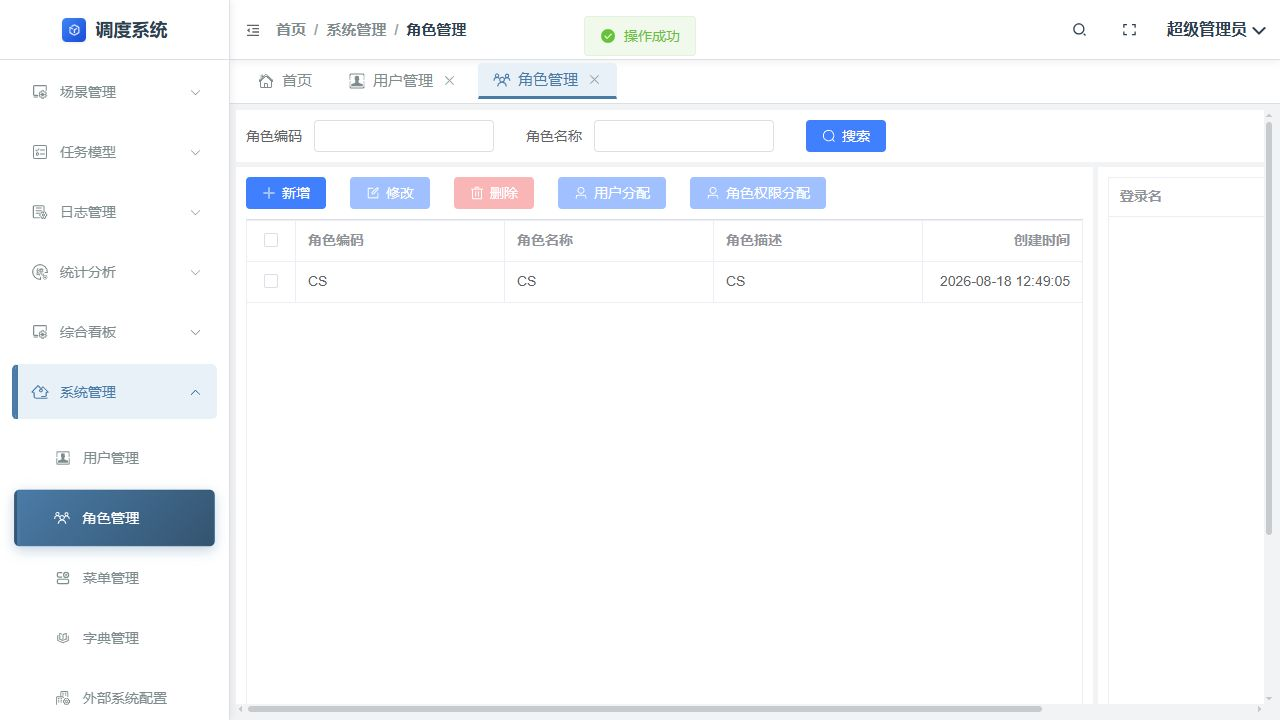 调度系统
首页 / 系统管理 / 角色管理
操作成功
超级管理员
场景管理
任务模型
日志管理
统计分析
综合看板
系统管理
用户管理
角色管理
菜单管理
字典管理
外部系统配置
首页
用户管理
角色管理
角色编码
角色名称
搜索
新增
修改
删除
用户分配
角色权限分配
角色编码 角色名称 角色描述 创建时间
CS CS CS 2026-08-18 12:49:05
登录名